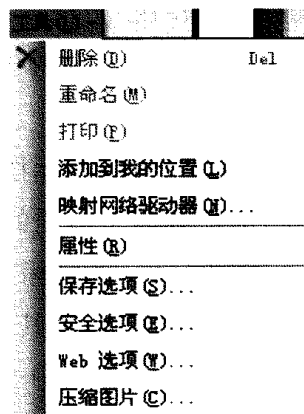 删除(D) Del
重命名(M)
打印(P)
添加到我的位置(L)
映射网络驱动器(N)...
属性(R)
保存选项(S)...
安全选项(E)...
Web 选项(W)...
压缩图片(C)...